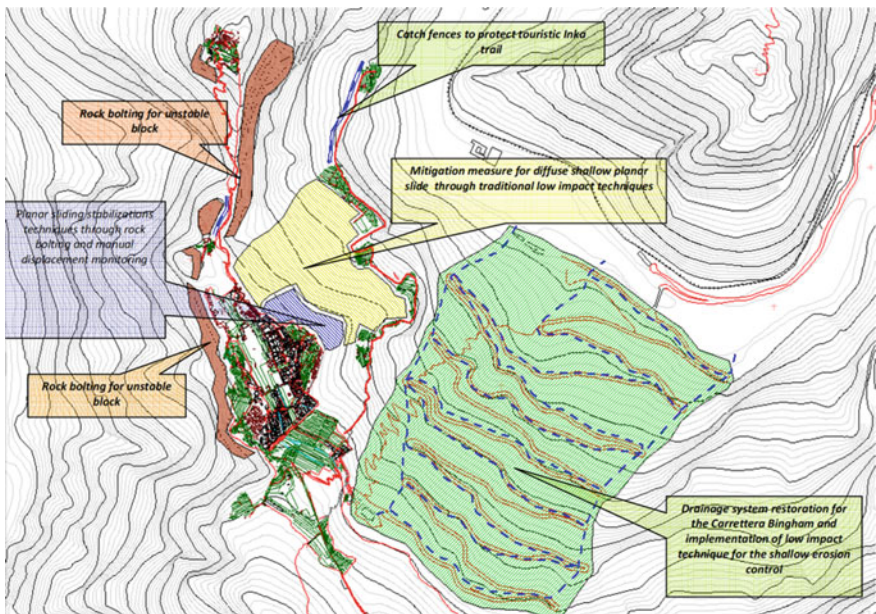 Catch fences to protect touristic Inka
trail
Rock bolting for unstable
block
Mitigation measure for diffuse shallow planar
slide through traditional low impact techniques
Planar sliding stabilizations
techniques through rock
bolting and manual
displacement monitoring
Rock bolting for unstable
block
Drainage system restoration for
the Carrettera Bingham and
implementation of low impact
technique for the shallow erosion
control